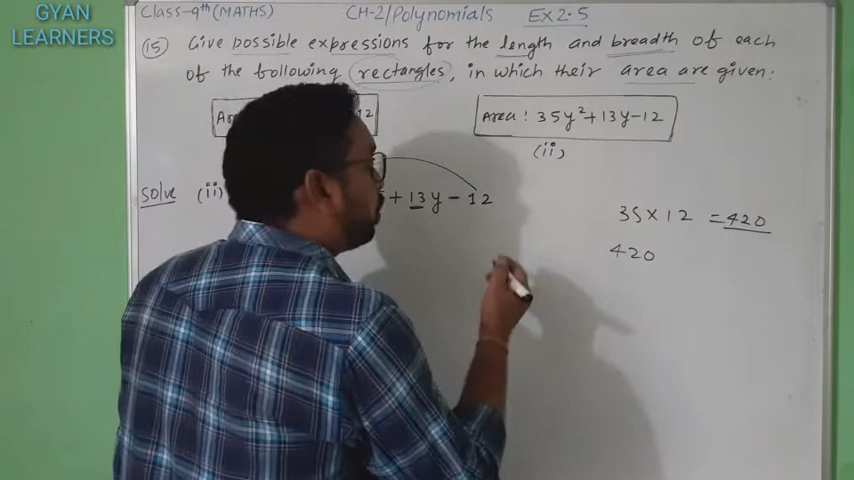 GYAN
LEARNERS
Class-9th (MATHS) CH-2/Polynomials Ex 2.5
(15) Give possible expressions for the length and breadth of each
of the following (rectangles), in which their area are given:
12 Area: 35y²+13y-12
(ii)
Solve (ii) + 13y - 12
35×12 = 420
420